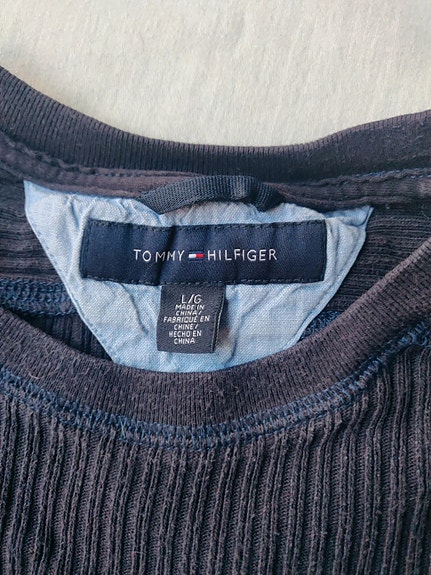 TOMMY HILFIGER
L/G
MADE IN
CHINA/
FABRIQUÉ EN
CHINE/
HECHO EN
CHINA